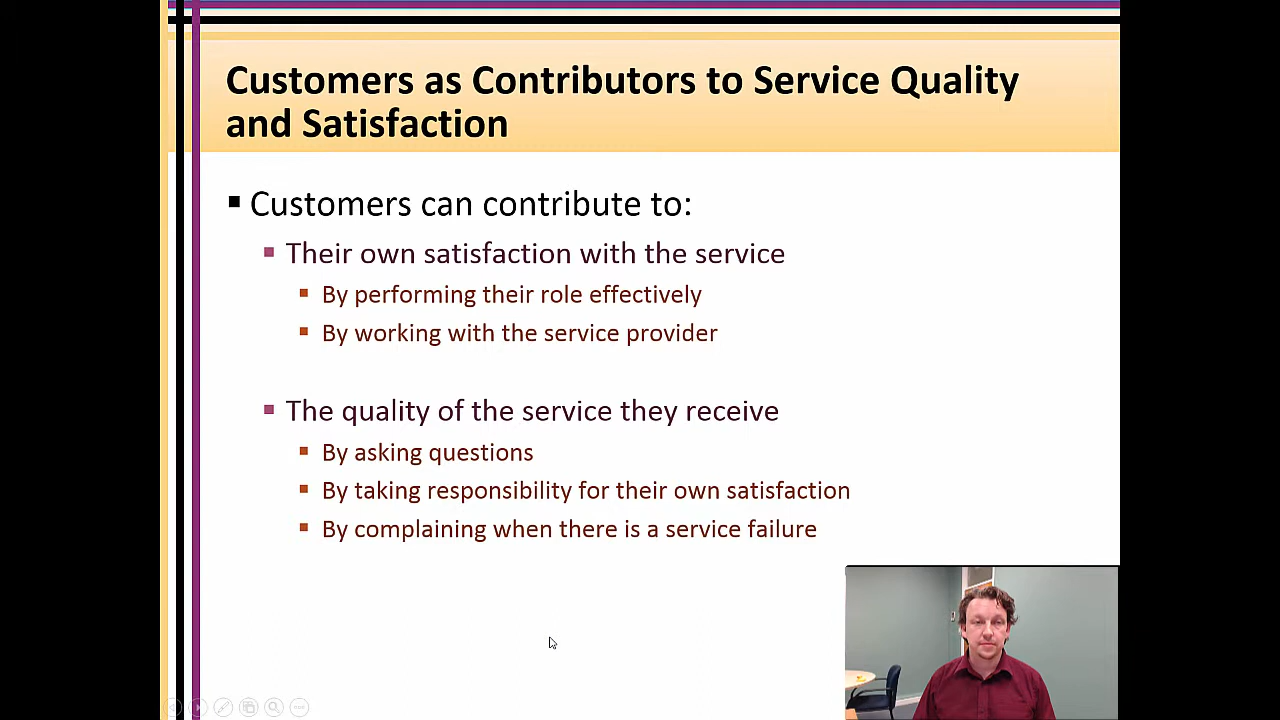 Customers as Contributors to Service Quality
and Satisfaction
Customers can contribute to:
Their own satisfaction with the service
By performing their role effectively
By working with the service provider
The quality of the service they receive
By asking questions
By taking responsibility for their own satisfaction
By complaining when there is a service failure